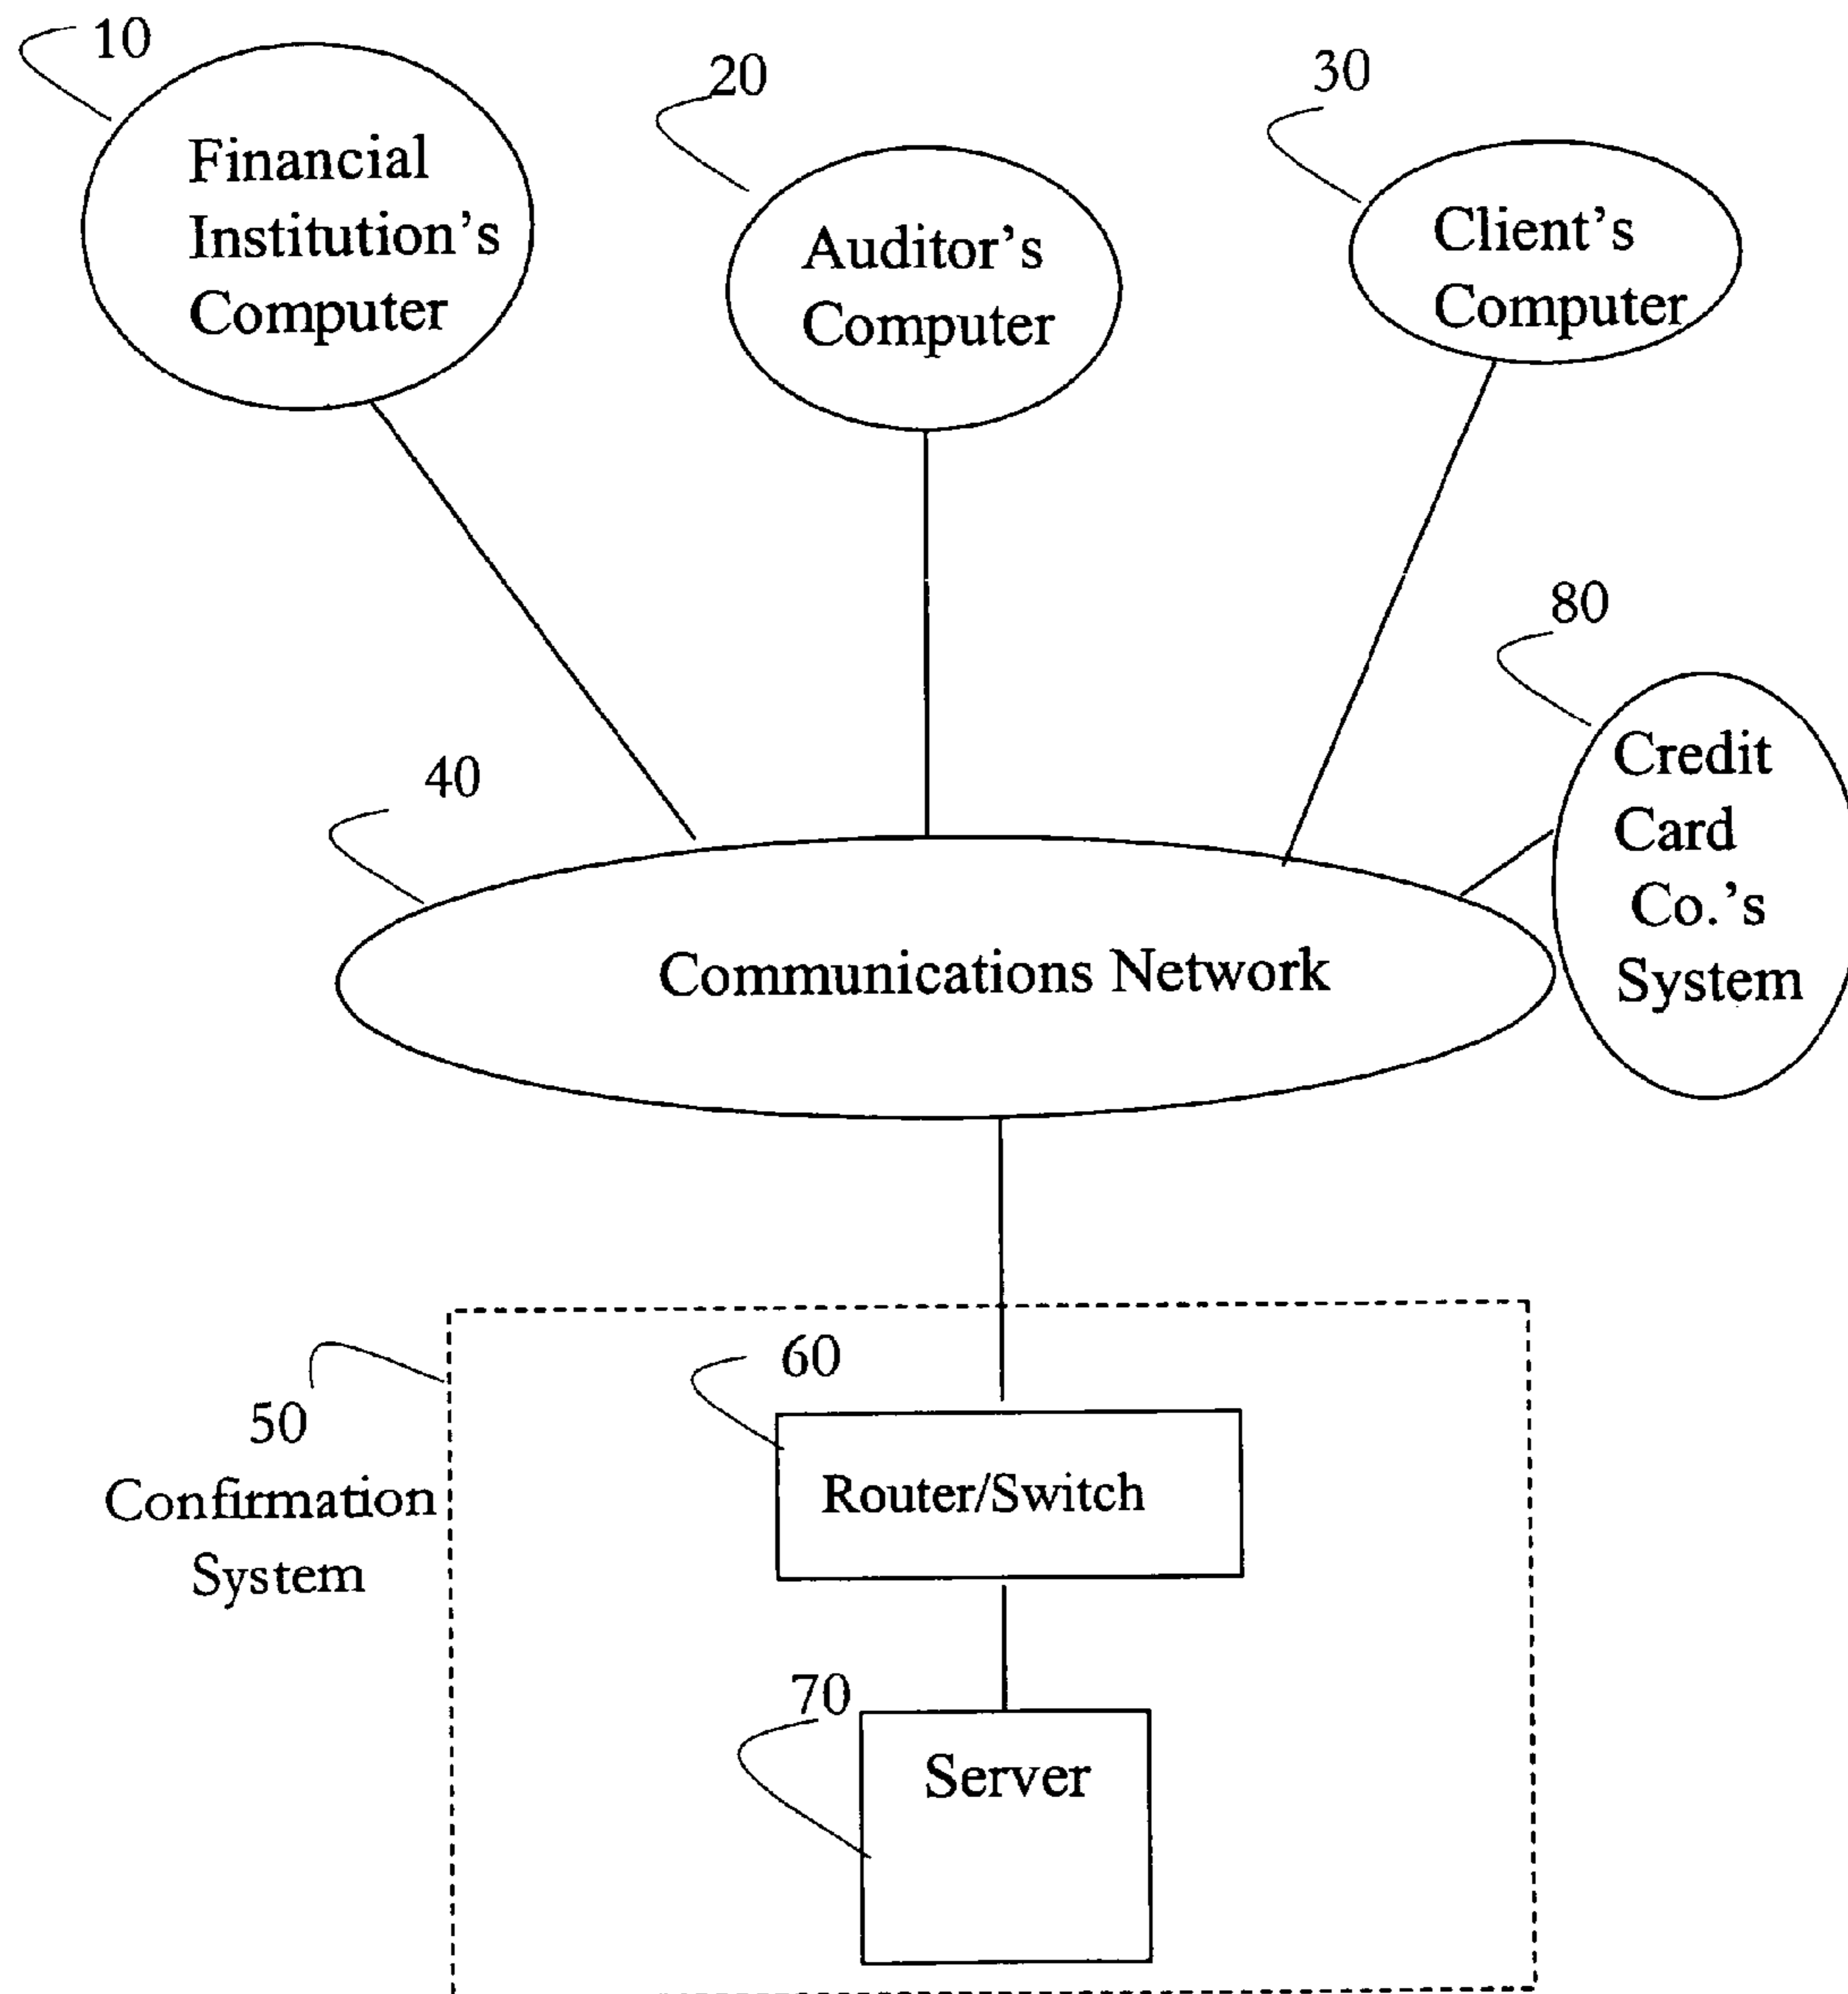 10
Financial
Institution's
Computer
20
Auditor's
Computer
30
Client's
Computer
80
Credit
Card
Co.'s
System
40
Communications Network
50
Confirmation
System
60
Router/Switch
70
Server